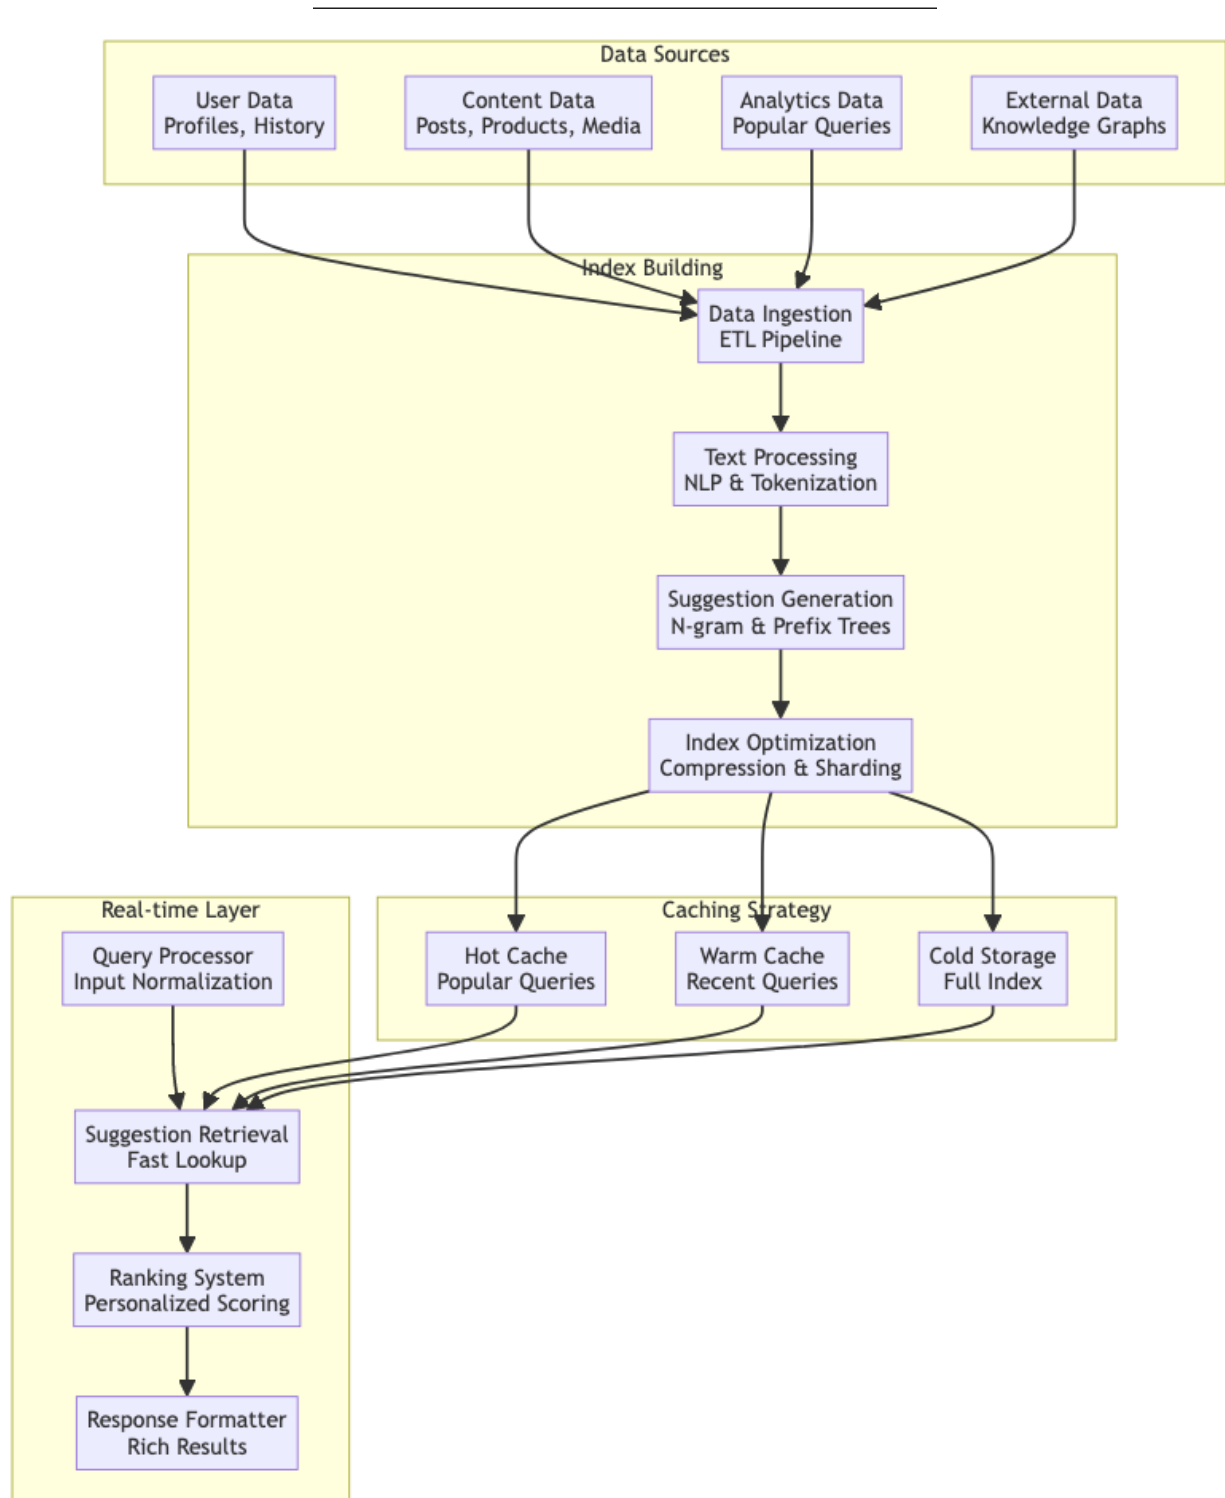 Data Sources
User Data
Profiles, History
Content Data
Posts, Products, Media
Analytics Data
Popular Queries
External Data
Knowledge Graphs
Index Building
Data Ingestion
ETL Pipeline
Text Processing
NLP & Tokenization
Suggestion Generation
N-gram & Prefix Trees
Index Optimization
Compression & Sharding
Real-time Layer
Query Processor
Input Normalization
Caching Strategy
Hot Cache
Popular Queries
Warm Cache
Recent Queries
Cold Storage
Full Index
Suggestion Retrieval
Fast Lookup
Ranking System
Personalized Scoring
Response Formatter
Rich Results